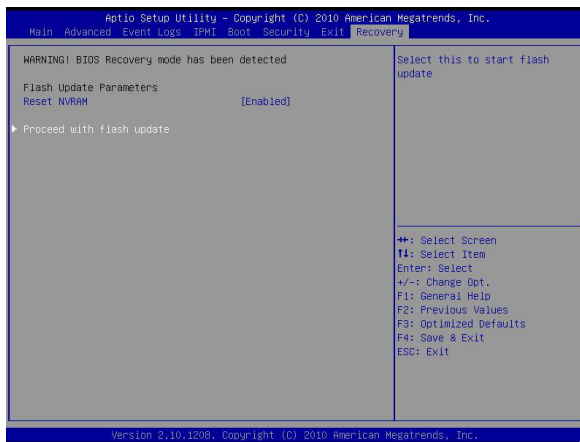 Aptio Setup Utility – Copyright (C) 2010 American Megatrends, Inc.
Main Advanced Event Logs IPMI Boot Security Exit Recovery
WARNING! BIOS Recovery mode has been detected
Flash Update Parameters
Reset NVRAM [Enabled]
Proceed with flash update
Select this to start flash
update
→←: Select Screen
↑↓: Select Item
Enter: Select
+/-: Change Opt.
F1: General Help
F2: Previous Values
F3: Optimized Defaults
F4: Save & Exit
ESC: Exit
Version 2.10.1208. Copyright (C) 2010 American Megatrends, Inc.